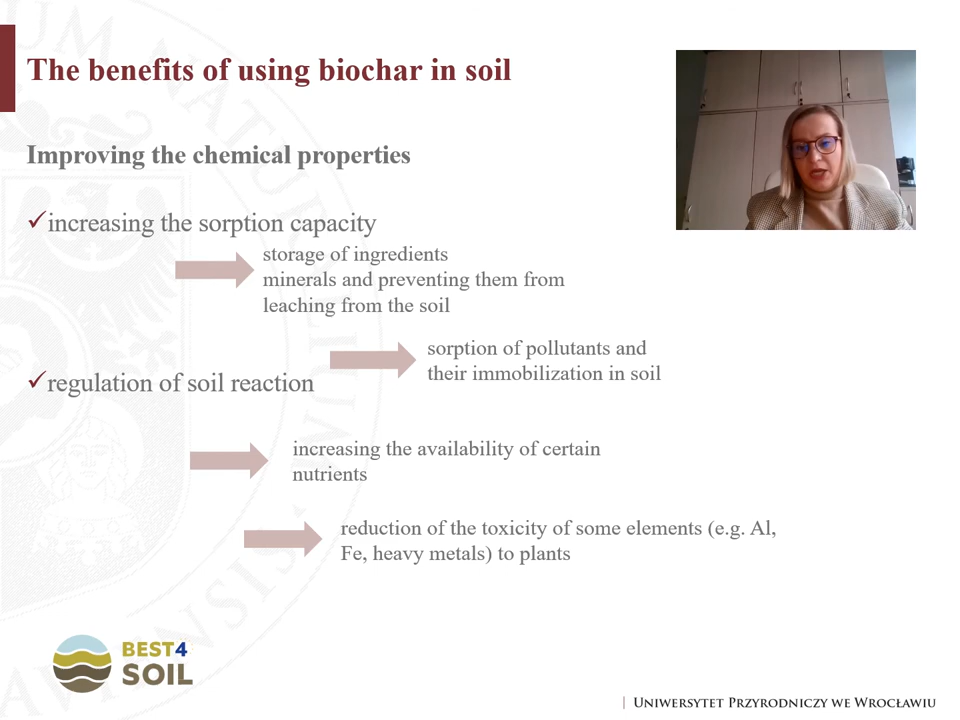 The benefits of using biochar in soil
Improving the chemical properties
✓increasing the sorption capacity
storage of ingredients
minerals and preventing them from
leaching from the soil
sorption of pollutants and
their immobilization in soil
✓regulation of soil reaction
increasing the availability of certain
nutrients
reduction of the toxicity of some elements (e.g. Al,
Fe, heavy metals) to plants
BEST4
SOIL
| UNIWERSYTET PRZYRODNICZY WE WROCŁAWIU